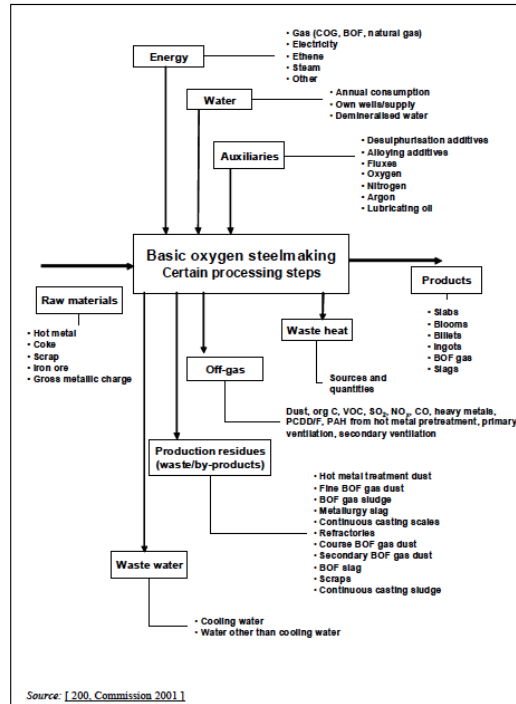 • Gas (COG, BOF, natural gas)
• Electricity
• Ethene
• Steam
• Other
Energy
Water
• Annual consumption
• Own wells/supply
• Demineralised water
Auxiliaries
• Desulphurisation additives
• Alloying additives
• Fluxes
• Oxygen
• Nitrogen
• Argon
• Lubricating oil
Basic oxygen steelmaking
Certain processing steps
Raw materials
• Hot metal
• Coke
• Scrap
• Iron ore
• Gross metallic charge
Products
• Slabs
• Blooms
• Billets
• Ingots
• BOF gas
• Slags
Waste heat
Sources and
quantities
Off-gas
Dust, org C, VOC, SO₂, NOₓ, CO, heavy metals,
PCDD/F, PAH from hot metal pretreatment, primary
ventilation, secondary ventilation
Production residues
(waste/by-products)
• Hot metal treatment dust
• Fine BOF gas dust
• BOF gas sludge
• Metallurgy slag
• Continuous casting scales
• Refractories
• Course BOF gas dust
• Secondary BOF gas dust
• BOF slag
• Scraps
• Continuous casting sludge
Waste water
• Cooling water
• Water other than cooling water
Source: [ 200, Commission 2001 ]